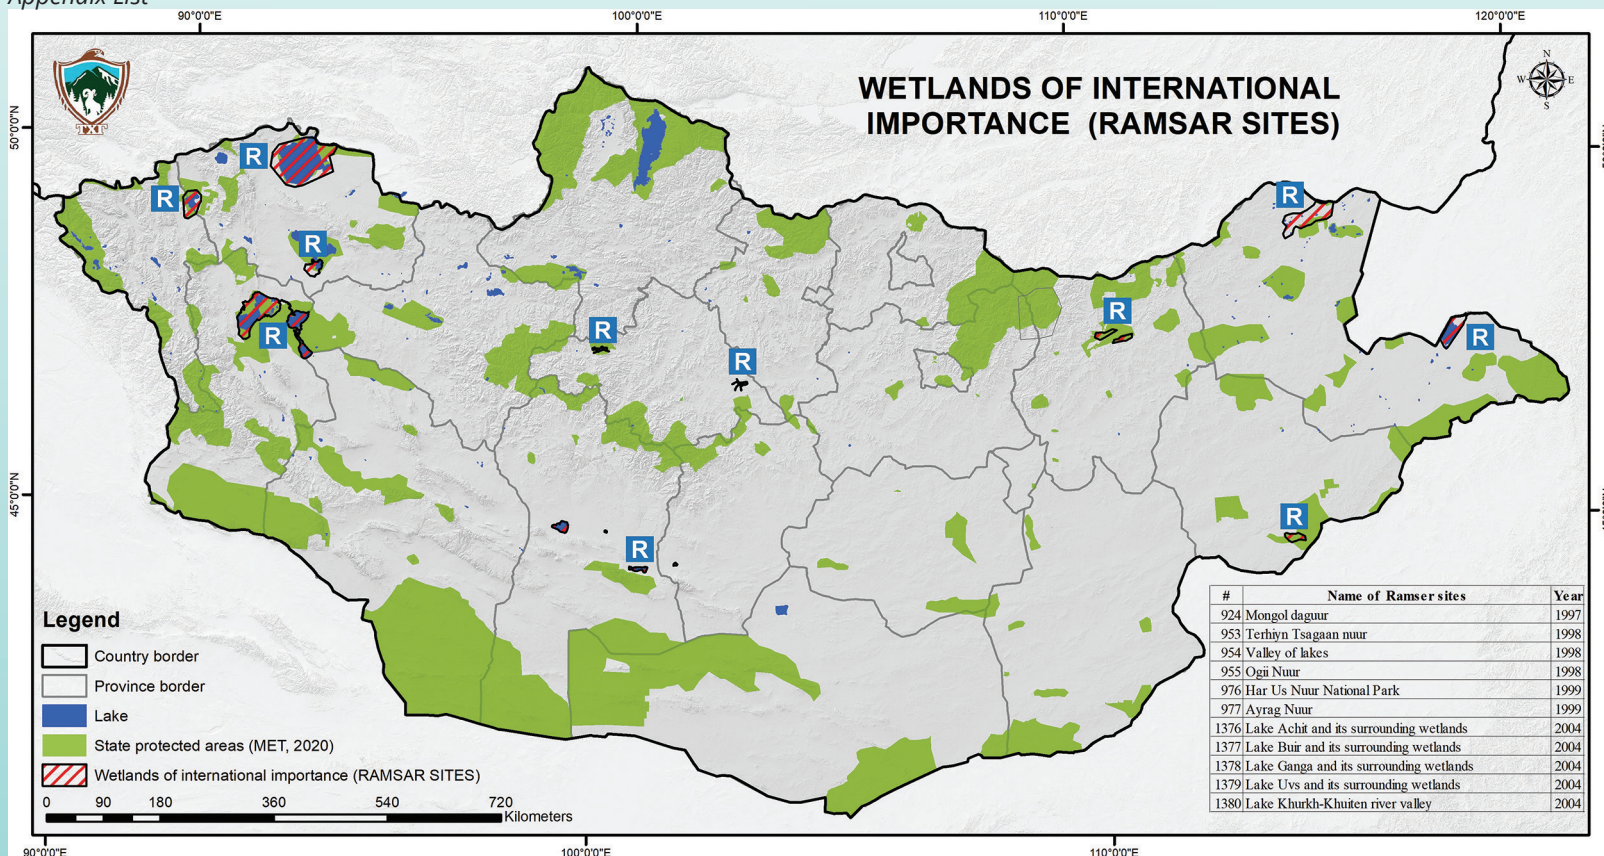 Appendix List
90°0'0"E
100°0'0"E
110°0'0"E
120°0'0"E
WETLANDS OF INTERNATIONAL
IMPORTANCE (RAMSAR SITES)
N
W
E
S
ТХГ
50°0'0"N
45°0'0"N
R
R
R
R
R
R
R
R
R
R
R
Legend
Country border
Province border
Lake
State protected areas (MET, 2020)
Wetlands of international importance (RAMSAR SITES)
0 90 180 360 540 720
Kilometers
# Name of Ramser sites Year
924 Mongol daguur 1997
953 Terhiyn Tsagaan nuur 1998
954 Valley of lakes 1998
955 Ogii Nuur 1998
976 Har Us Nuur National Park 1999
977 Ayrag Nuur 1999
1376 Lake Achit and its surrounding wetlands 2004
1377 Lake Buir and its surrounding wetlands 2004
1378 Lake Ganga and its surrounding wetlands 2004
1379 Lake Uvs and its surrounding wetlands 2004
1380 Lake Khurkh-Khuiten river valley 2004
90°0'0"E
100°0'0"E
110°0'0"E